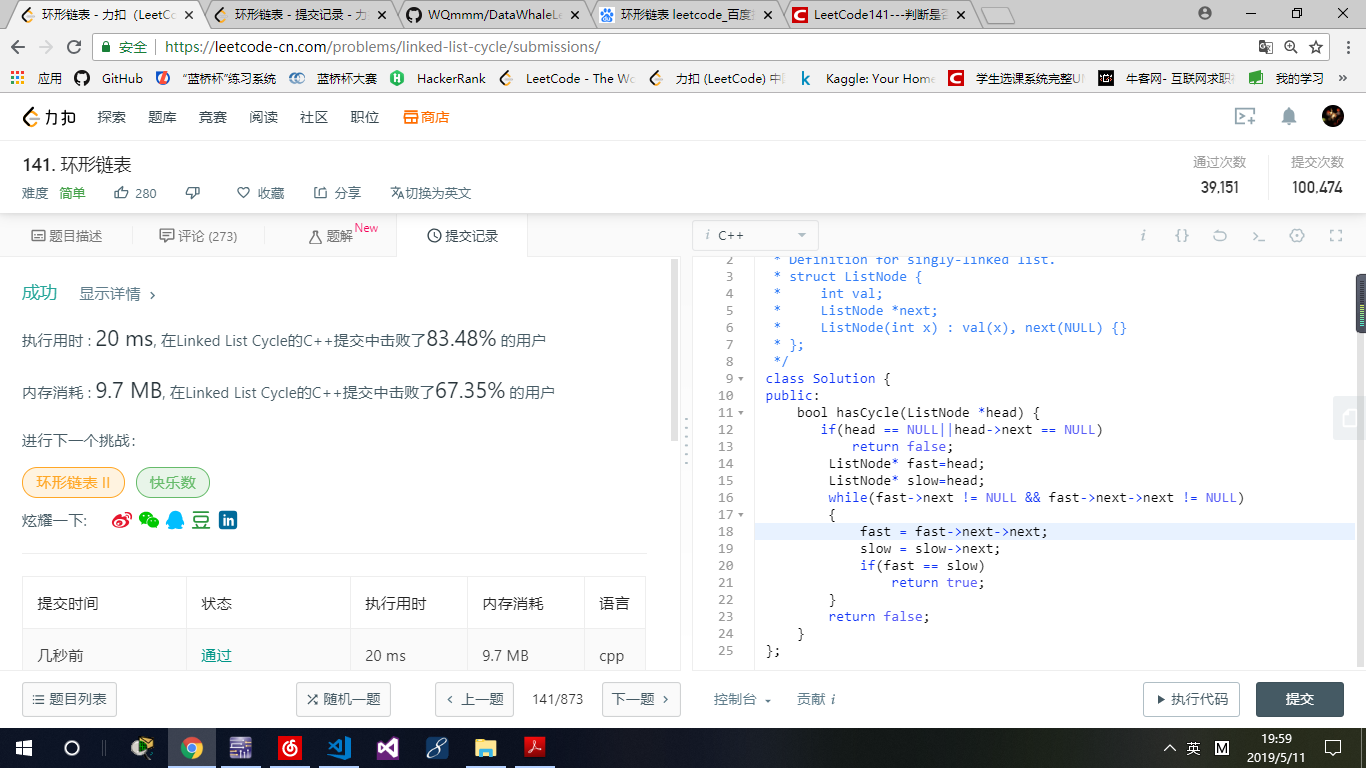 环形链表 - 力扣（LeetCo
环形链表 - 提交记录 - 力
WQmmm/DataWhaleLe
环形链表 leetcode_百度
LeetCode141---判断是否
安全 | https://leetcode-cn.com/problems/linked-list-cycle/submissions/
应用 GitHub “蓝桥杯”练习系统 蓝桥杯大赛 HackerRank LeetCode - The Wo 力扣 (LeetCode) 中 Kaggle: Your Home 学生选课系统完整U 牛客网- 互联网求职 我的学习 »
力扣 探索 题库 竞赛 阅读 社区 职位 商店
141. 环形链表
难度 简单 280 收藏 分享 切换为英文
通过次数 提交次数
39,151 100,474
题目描述 评论 (273) 题解 New 提交记录
成功 显示详情 ›
执行用时 : 20 ms, 在Linked List Cycle的C++提交中击败了83.48% 的用户
内存消耗 : 9.7 MB, 在Linked List Cycle的C++提交中击败了67.35% 的用户
进行下一个挑战：
环形链表 II 快乐数
炫耀一下:
豆 in
提交时间 状态 执行用时 内存消耗 语言
几秒前 通过 20 ms 9.7 MB cpp
i C++
i {} >_
2 * Definition for singly-linked list.
3 * struct ListNode {
4 *     int val;
5 *     ListNode *next;
6 *     ListNode(int x) : val(x), next(NULL) {}
7 * };
8 */
9 class Solution {
10 public:
11     bool hasCycle(ListNode *head) {
12        if(head == NULL||head->next == NULL)
13            return false;
14         ListNode* fast=head;
15         ListNode* slow=head;
16         while(fast->next != NULL && fast->next->next != NULL)
17         {
18             fast = fast->next->next;
19             slow = slow->next;
20             if(fast == slow)
21                 return true;
22         }
23         return false;
24     }
25 };
题目列表 随机一题 ‹ 上一题 141/873 下一题 › 控制台 贡献 i 执行代码 提交
英 M
19:59
2019/5/11